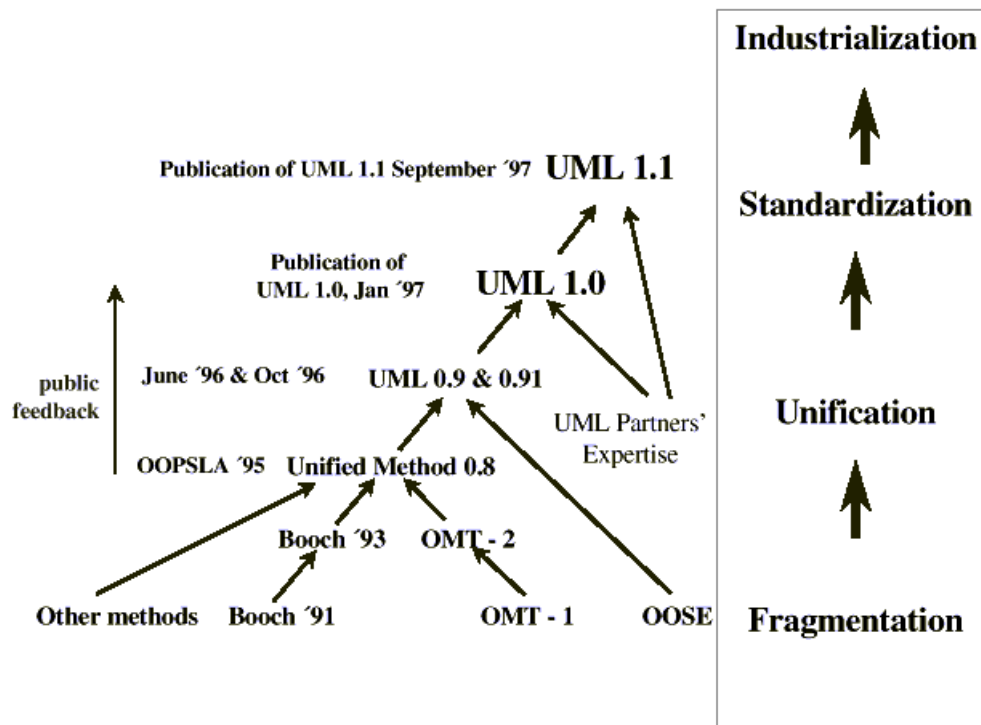 Industrialization
Publication of UML 1.1 September ´97 UML 1.1
Standardization
Publication of
UML 1.0, Jan ´97
UML 1.0
public
feedback
June ´96 & Oct ´96
UML 0.9 & 0.91
UML Partners’
Expertise
Unification
OOPSLA ´95
Unified Method 0.8
Booch ´93
OMT - 2
Other methods
Booch ´91
OMT - 1
OOSE
Fragmentation